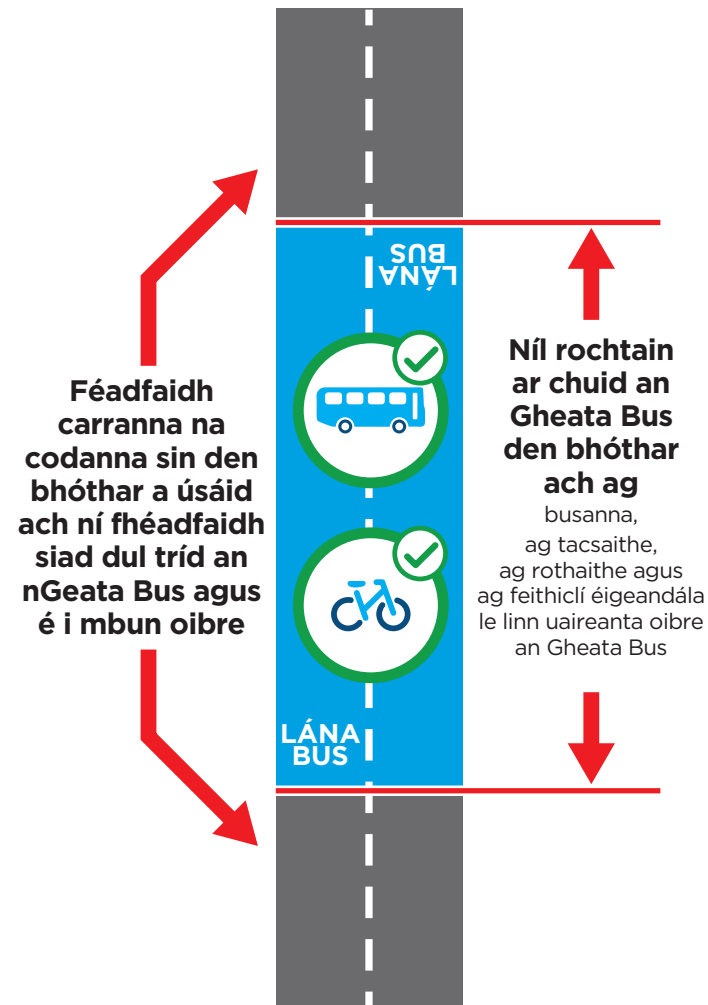 LÁNA
BUS
Féadfaidh
carranna na
codanna sin den
bhóthar a úsáid
ach ní fhéadfaidh
siad dul tríd an
nGeata Bus agus
é i mbun oibre
Níl rochtain
ar chuid an
Gheata Bus
den bhóthar
ach ag
busanna,
ag tacsaithe,
ag rothaithe agus
ag feithiclí éigeandála
le linn uaireanta oibre
an Gheata Bus
LÁNA
BUS